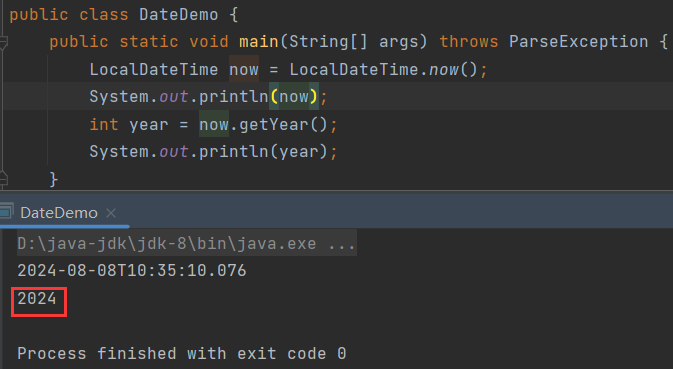 public class DateDemo {
public static void main(String[] args) throws ParseException {
LocalDateTime now = LocalDateTime.now();
System.out.println(now);
int year = now.getYear();
System.out.println(year);
}
DateDemo ×
D:\java-jdk\jdk-8\bin\java.exe ...
2024-08-08T10:35:10.076
2024
Process finished with exit code 0